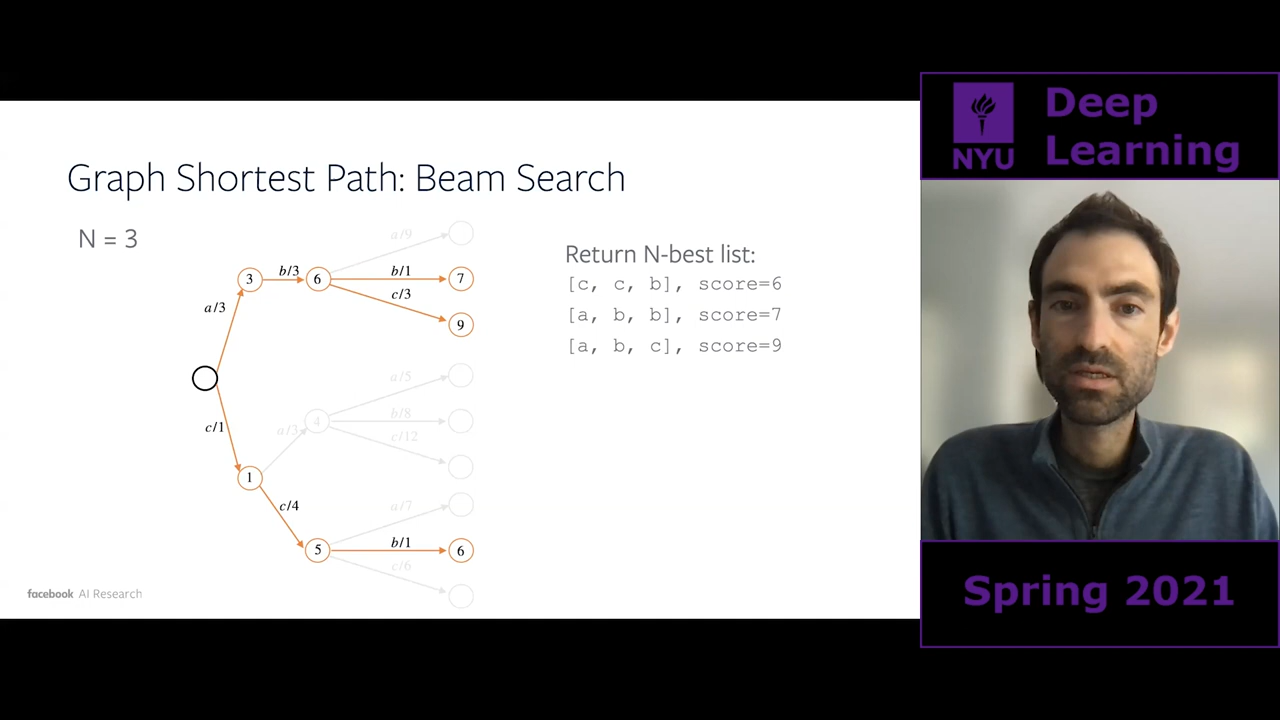 Graph Shortest Path: Beam Search
N = 3
a/9
b/3
b/1
3
6
7
c/3
a/3
9
Return N-best list:
[c, c, b], score=6
[a, b, b], score=7
[a, b, c], score=9
a/5
b/8
4
c/1
a/3
c/12
1
c/4
a/7
b/1
5
6
c/6
facebook AI Research
NYU
Deep
Learning
Spring 2021